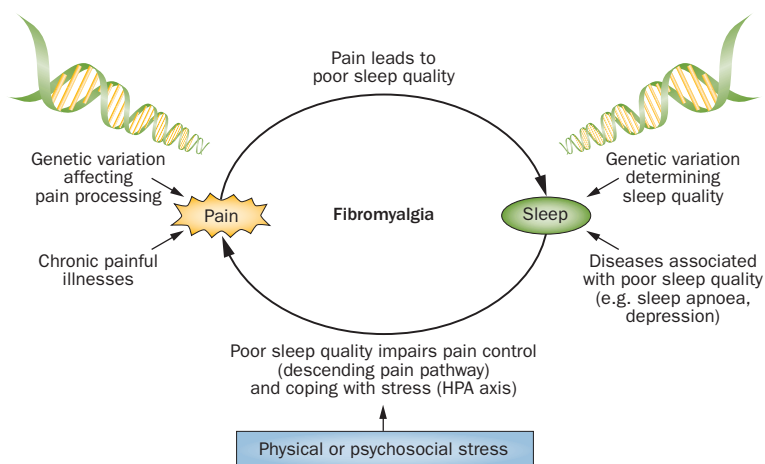 Pain leads to
poor sleep quality
Genetic variation
affecting
pain processing
Genetic variation
determining
sleep quality
Pain
Fibromyalgia
Sleep
Chronic painful
illnesses
Diseases associated
with poor sleep quality
(e.g. sleep apnoea,
depression)
Poor sleep quality impairs pain control
(descending pain pathway)
and coping with stress (HPA axis)
Physical or psychosocial stress